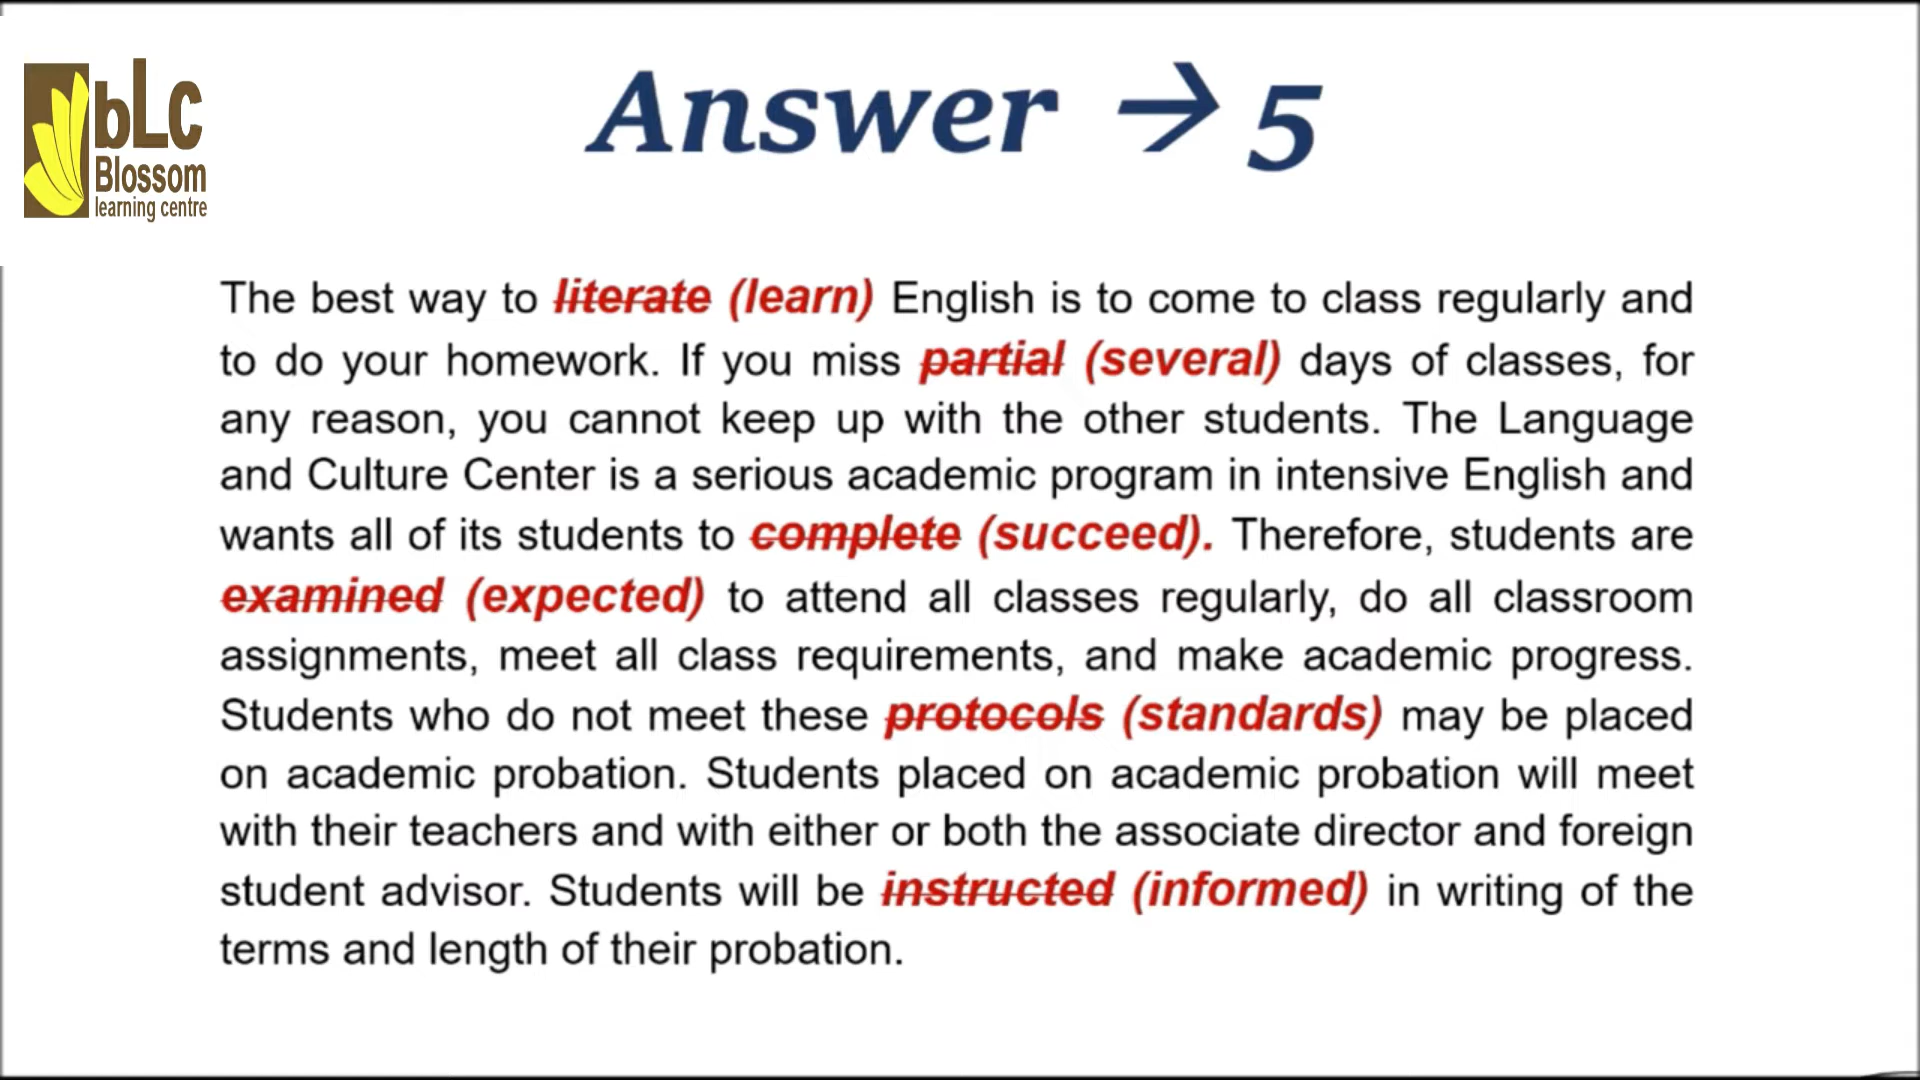 bLc
Blossom
learning centre
Answer → 5
The best way to literate (learn) English is to come to class regularly and
to do your homework. If you miss partial (several) days of classes, for
any reason, you cannot keep up with the other students. The Language
and Culture Center is a serious academic program in intensive English and
wants all of its students to complete (succeed). Therefore, students are
examined (expected) to attend all classes regularly, do all classroom
assignments, meet all class requirements, and make academic progress.
Students who do not meet these protocols (standards) may be placed
on academic probation. Students placed on academic probation will meet
with their teachers and with either or both the associate director and foreign
student advisor. Students will be instructed (informed) in writing of the
terms and length of their probation.